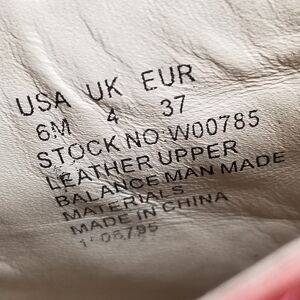 USA UK EUR
6M 4 37
STOCK NO W00785
LEATHER UPPER
BALANCE MAN MADE
MATERIALS
MADE IN CHINA